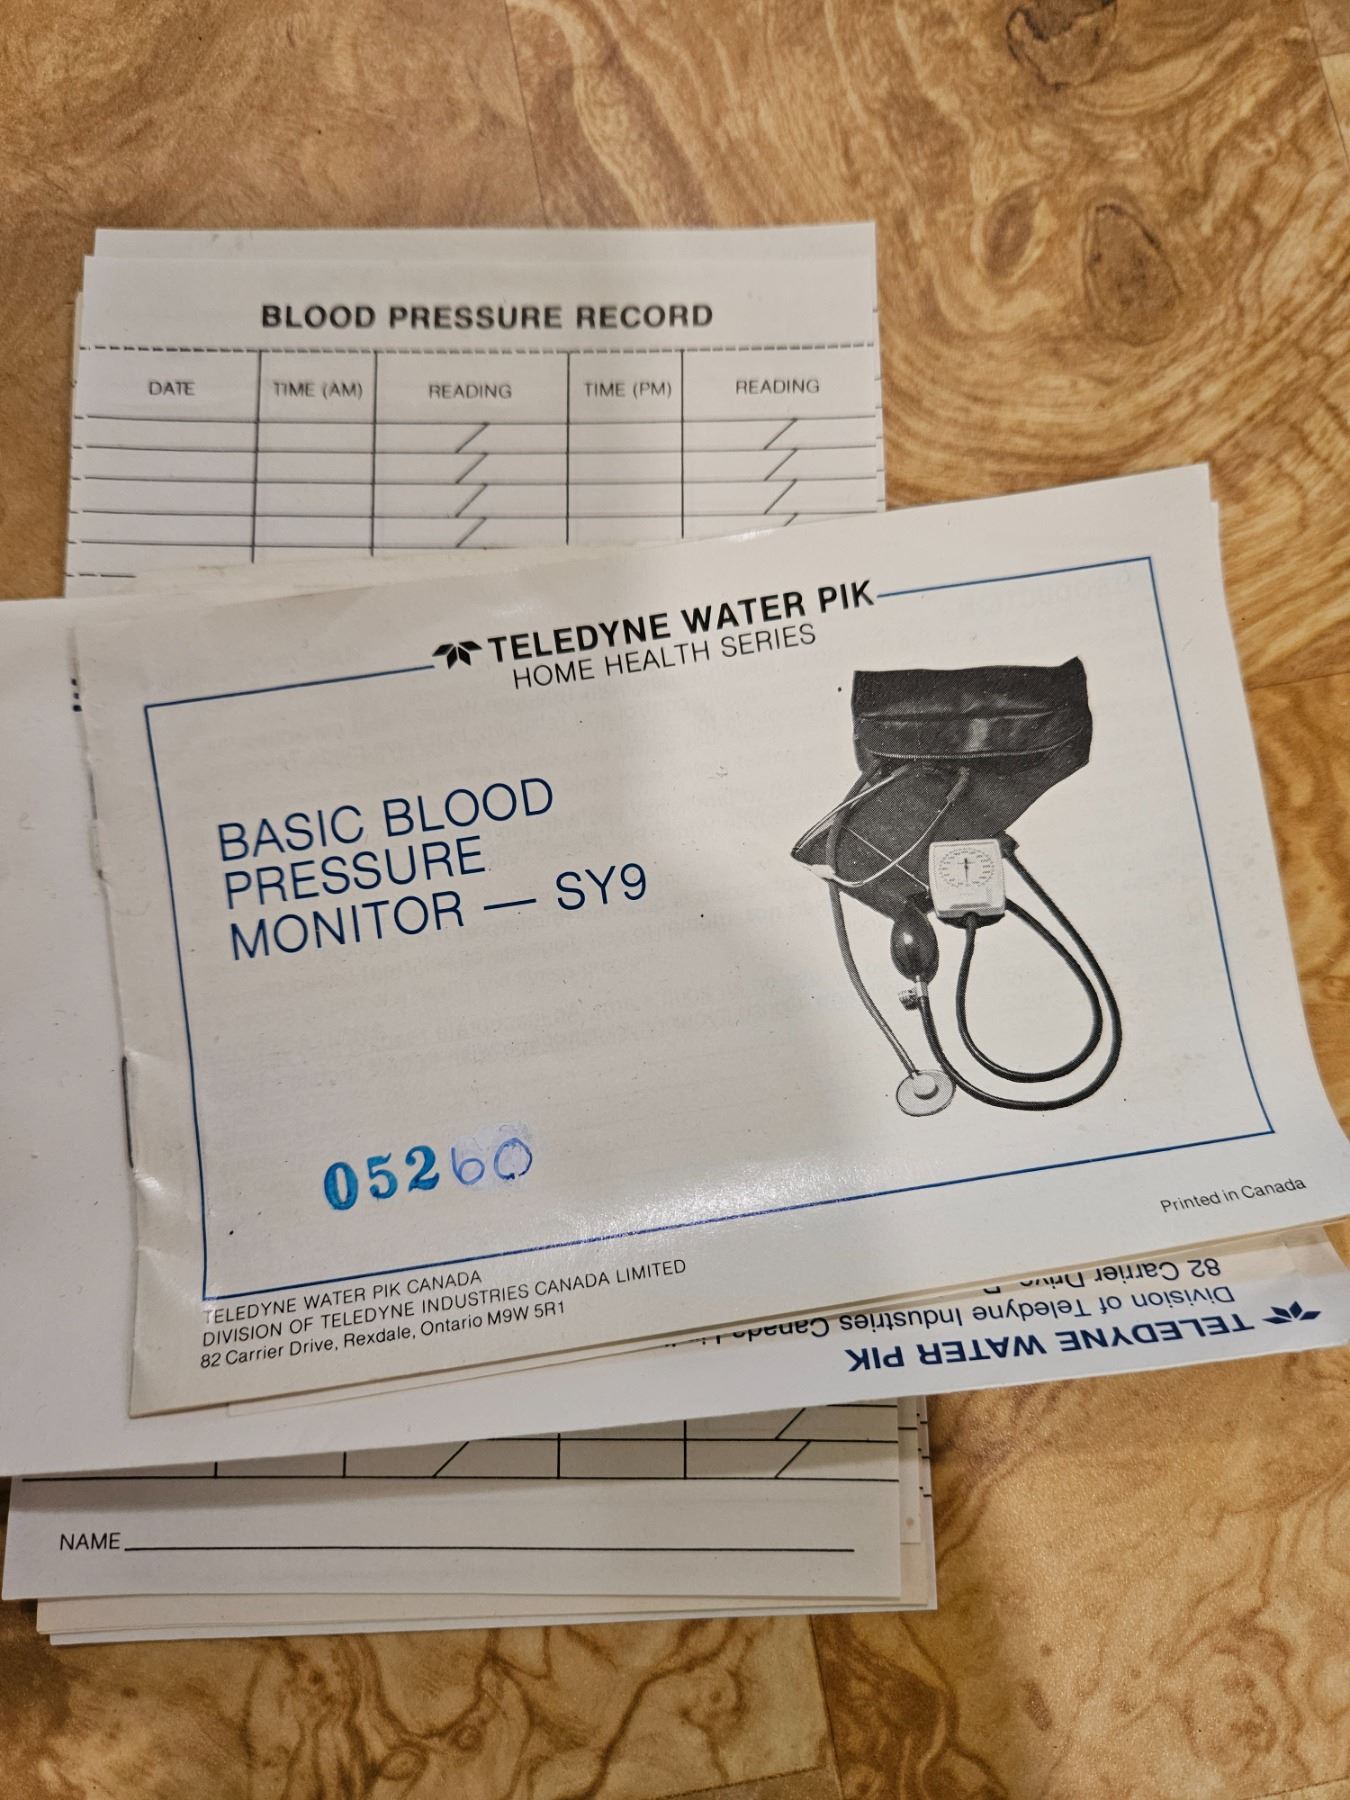 BLOOD PRESSURE RECORD
DATE TIME (AM) READING TIME (PM) READING
TELEDYNE WATER PIK
HOME HEALTH SERIES
BASIC BLOOD
PRESSURE
MONITOR — SY9
05260
Printed in Canada
TELEDYNE WATER PIK CANADA
DIVISION OF TELEDYNE INDUSTRIES CANADA LIMITED
82 Carrier Drive, Rexdale, Ontario M9W 5R1
TELEDYNE WATER PIK
Division of Teledyne Industries Canada
82 Carrier Drive
NAME